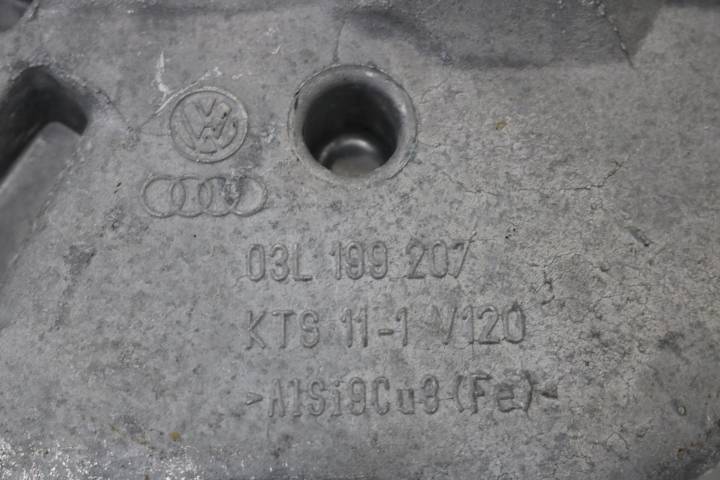 03L 199 207
KTS 11-1 V120
>AlSi9Cu3(Fe)<